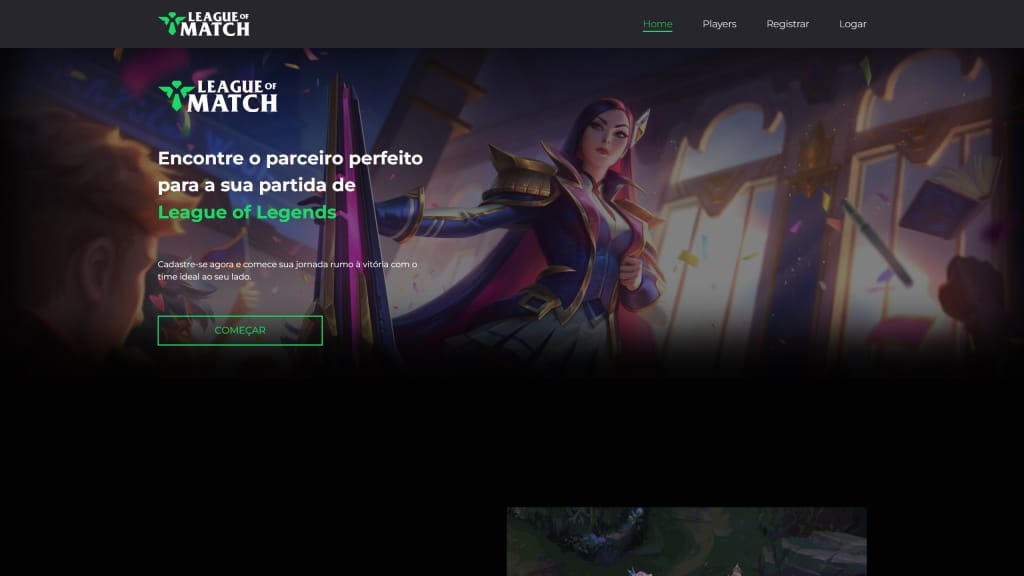 LEAGUE OF
MATCH
Home
Players
Registrar
Logar
LEAGUE OF
MATCH
Encontre o parceiro perfeito
para a sua partida de
League of Legends
Cadastre-se agora e comece sua jornada rumo à vitória com o
time ideal ao seu lado.
COMEÇAR